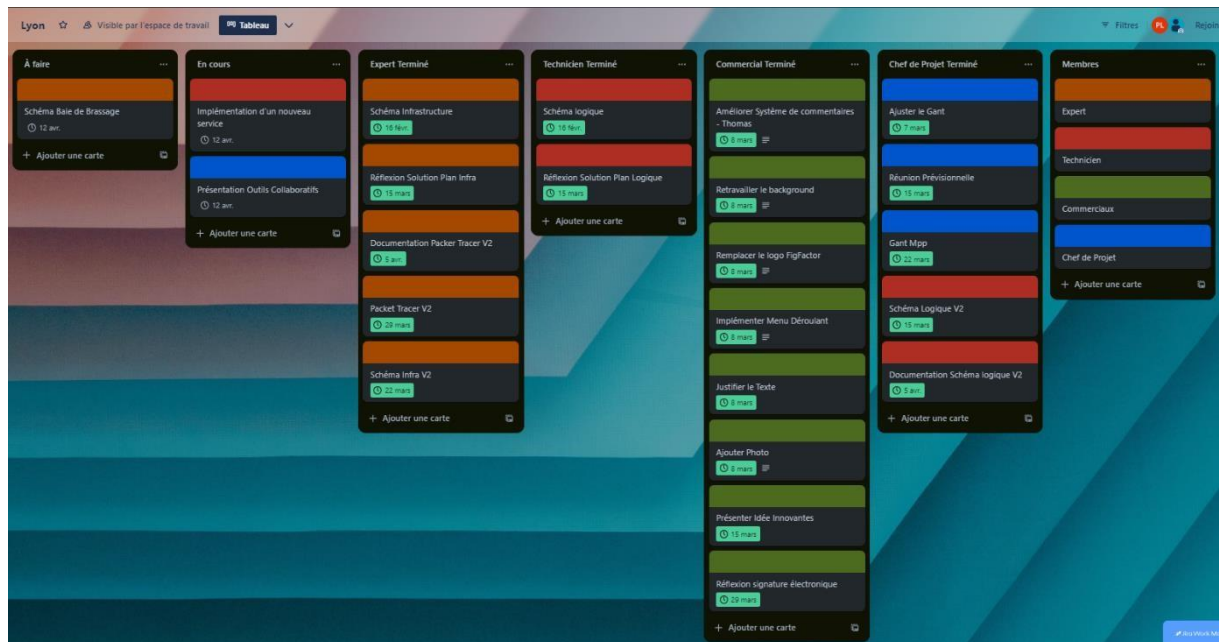 Lyon
Visible par l'espace de travail
Tableau
Filtres
PL
Rejoin
À faire
Schéma Baie de Brassage
12 avr.
+ Ajouter une carte
En cours
Implémentation d'un nouveau
service
12 avr.
Présentation Outils Collaboratifs
12 avr.
+ Ajouter une carte
Expert Terminé
Schéma Infrastructure
16 févr.
Réflexion Solution Plan Infra
15 mars
Documentation Packer Tracer V2
5 avr.
Packet Tracer V2
29 mars
Schéma Infra V2
22 mars
+ Ajouter une carte
Technicien Terminé
Schéma logique
16 févr.
Réflexion Solution Plan Logique
15 mars
+ Ajouter une carte
Commercial Terminé
Améliorer Système de commentaires
- Thomas
8 mars
Retravailler le background
8 mars
Remplacer le logo FigFactor
8 mars
Implémenter Menu Déroulant
8 mars
Justifier le Texte
8 mars
Ajouter Photo
8 mars
Présenter Idée Innovantes
15 mars
Réflexion signature électronique
29 mars
+ Ajouter une carte
Chef de Projet Terminé
Ajuster le Gant
7 mars
Réunion Prévisionnelle
15 mars
Gant Mpp
22 mars
Schéma Logique V2
15 mars
Documentation Schéma logique V2
5 avr.
+ Ajouter une carte
Membres
Expert
Technicien
Commerciaux
Chef de Projet
+ Ajouter une carte